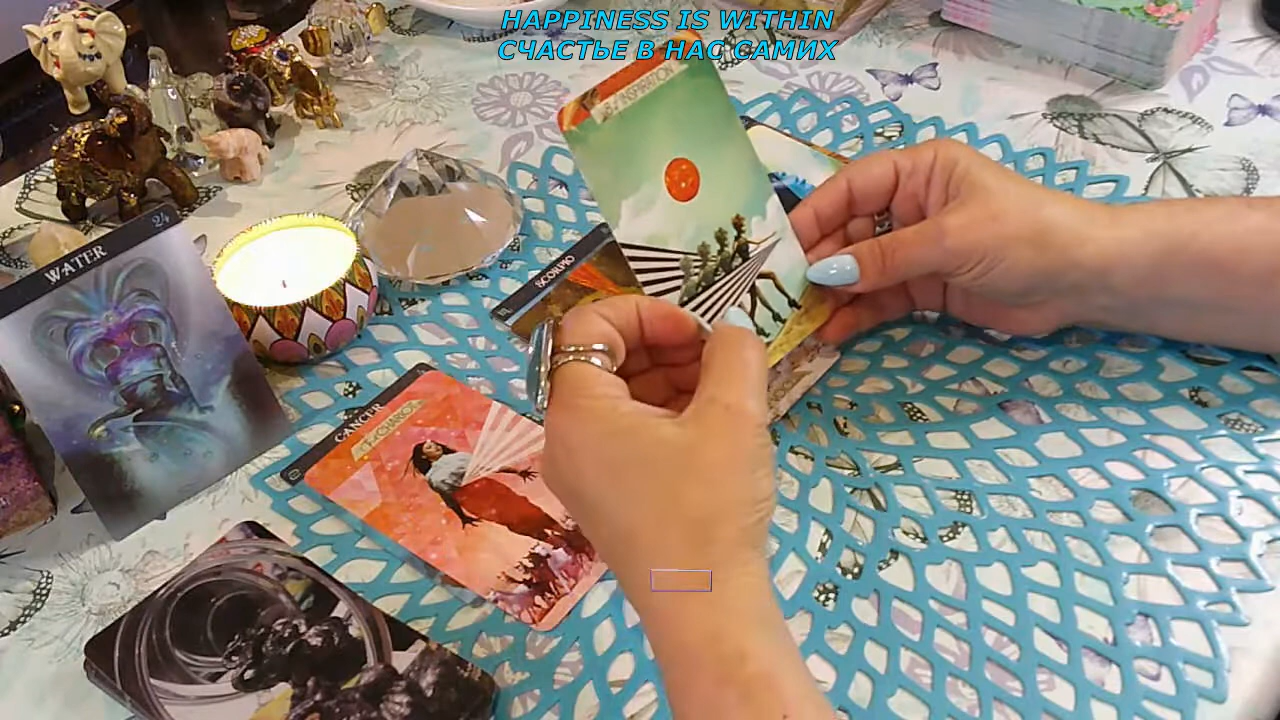 HAPPINESS IS WITHIN
СЧАСТЬЕ В НАС САМИХ
INSPIRATION
SCORPIO
WATER 24
CANCER